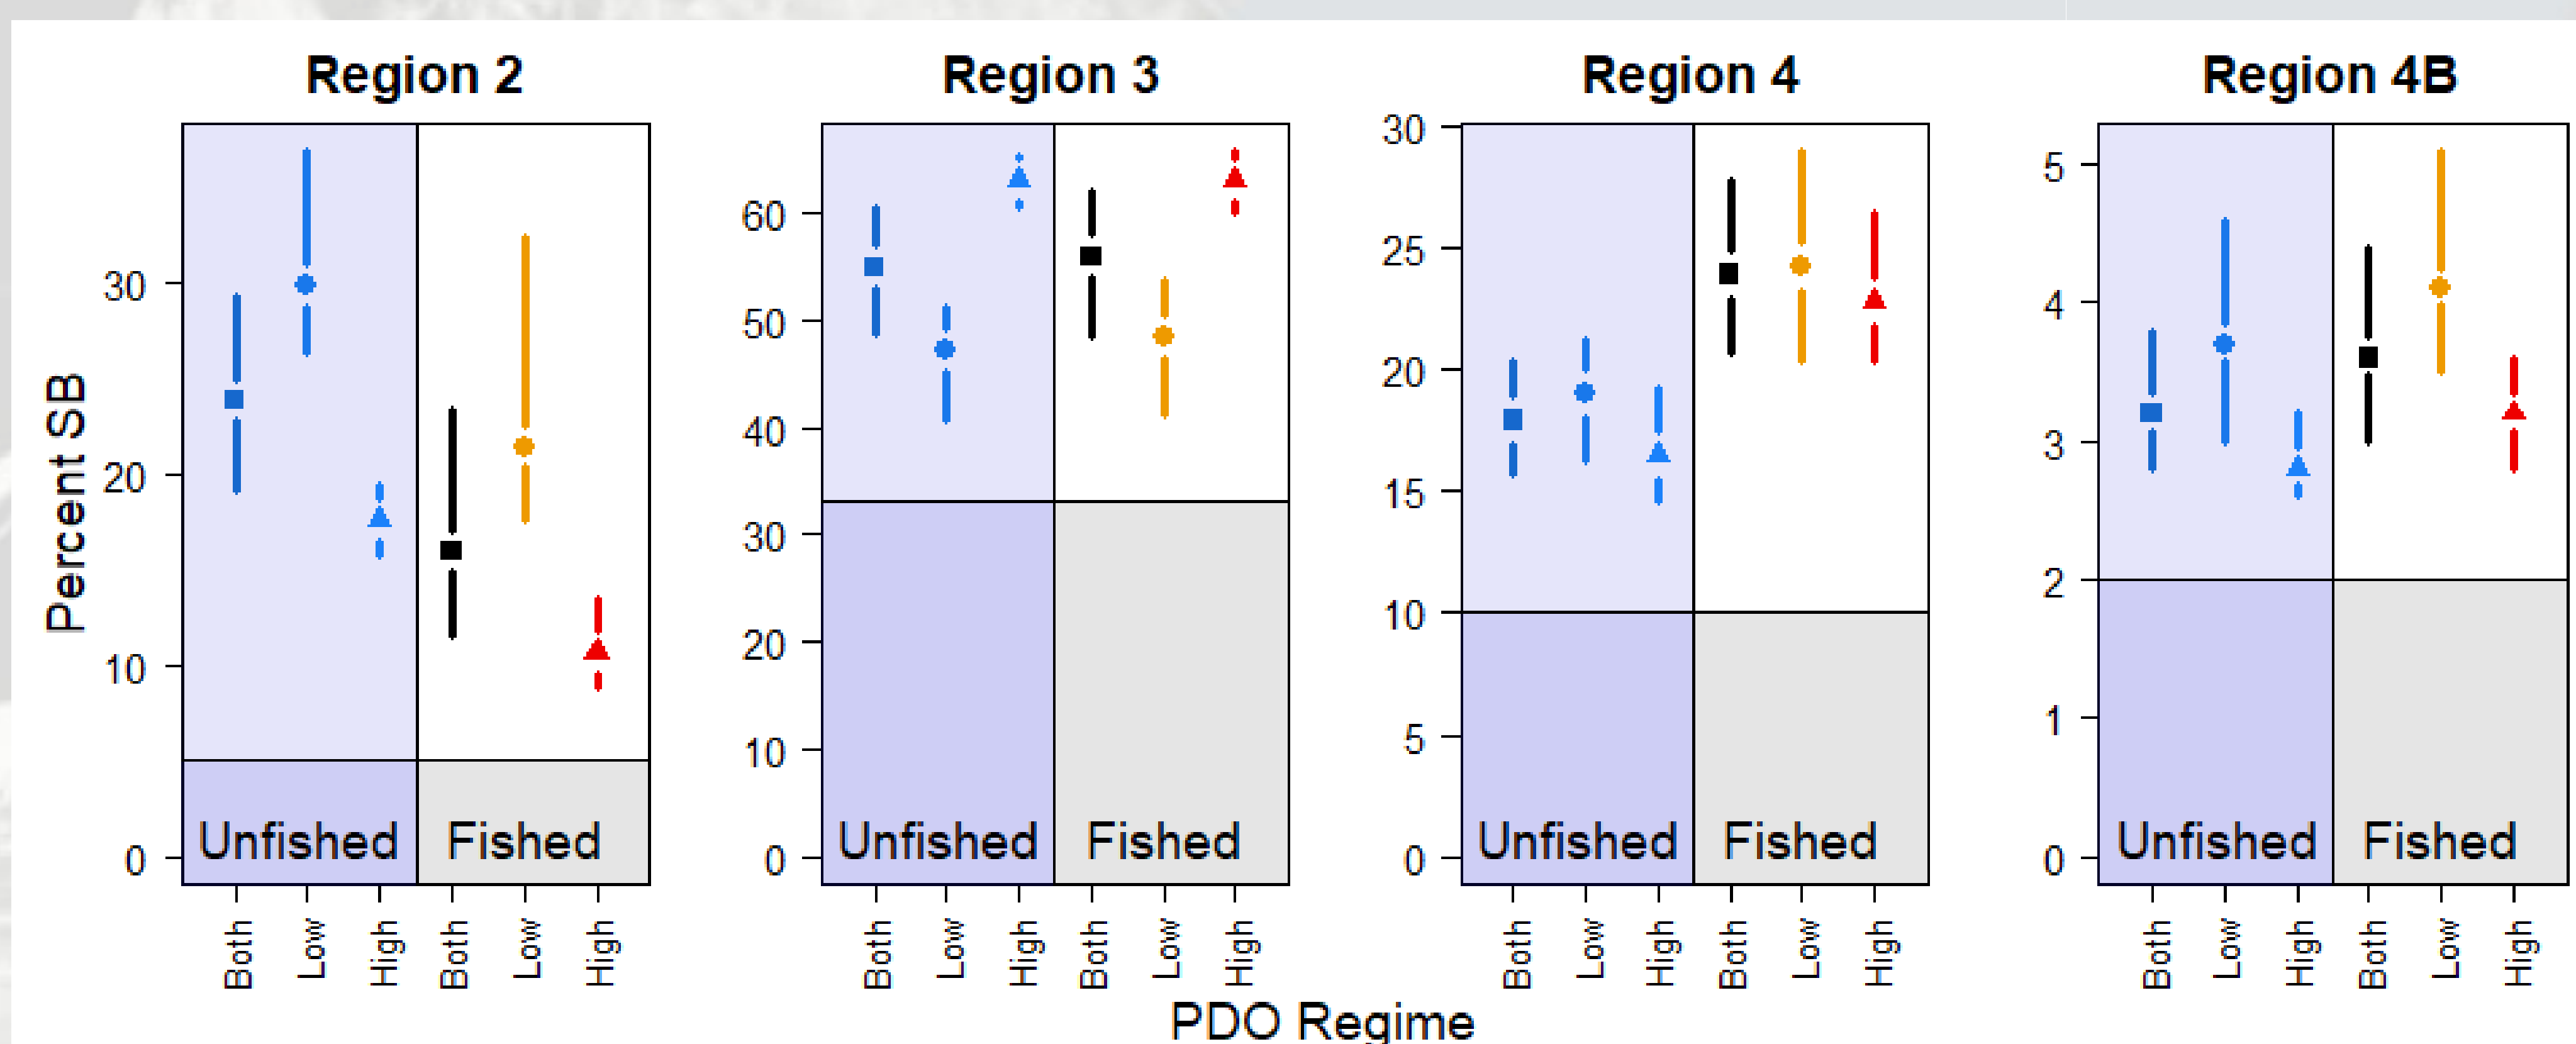 Region 2
Region 3
Region 4
Region 4B
Percent SB
30
20
10
0
60
50
40
30
20
10
0
30
25
20
15
10
5
0
5
4
3
2
1
0
Unfished Fished
Unfished Fished
Unfished Fished
Unfished Fished
Both Low High Both Low High
Both Low High Both Low High
Both Low High Both Low High
Both Low High Both Low High
PDO Regime